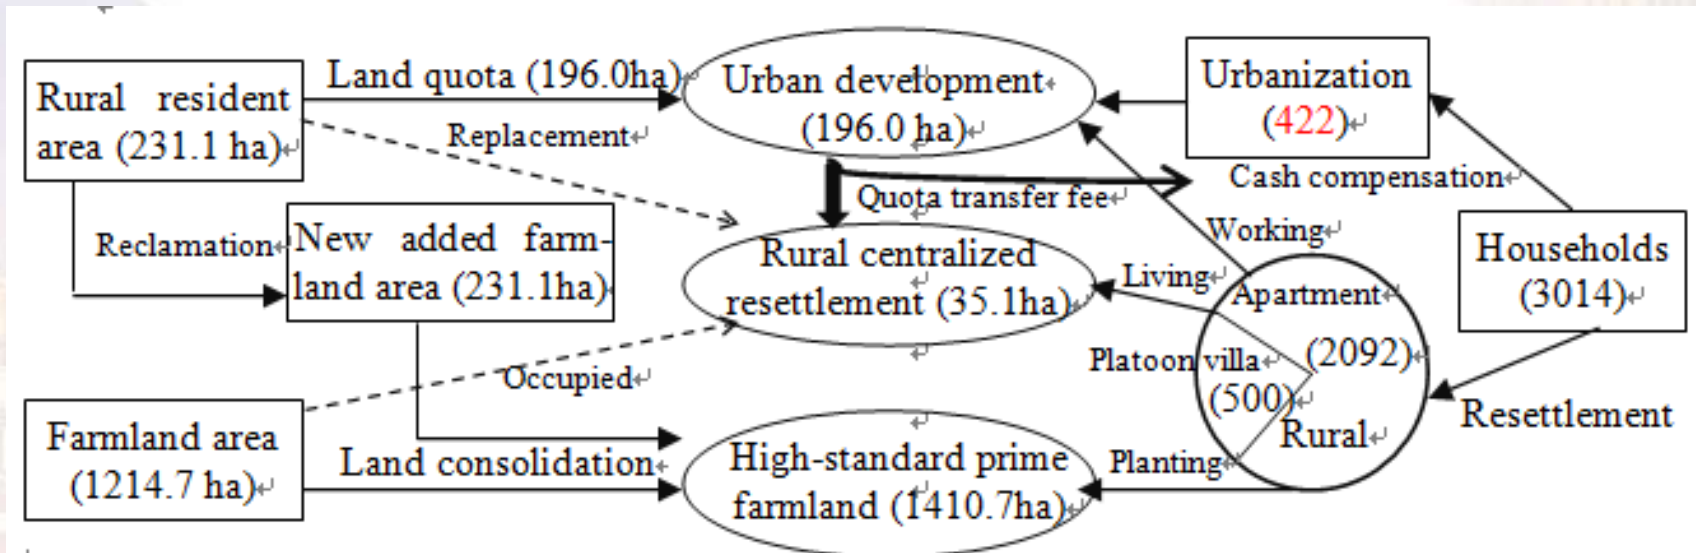 Rural resident
area (231.1 ha)
Land quota (196.0ha)
Urban development
(196.0 ha)
Urbanization
(422)
Replacement
Cash compensation
Quota transfer fee
Reclamation
New added farm-
land area (231.1ha)
Working
Households
(3014)
Rural centralized
resettlement (35.1ha)
Living
Apartment
(2092)
Platoon villa
(500)
Rural
Occupied
Resettlement
Farmland area
(1214.7 ha)
Land consolidation
High-standard prime
farmland (1410.7ha)
Planting